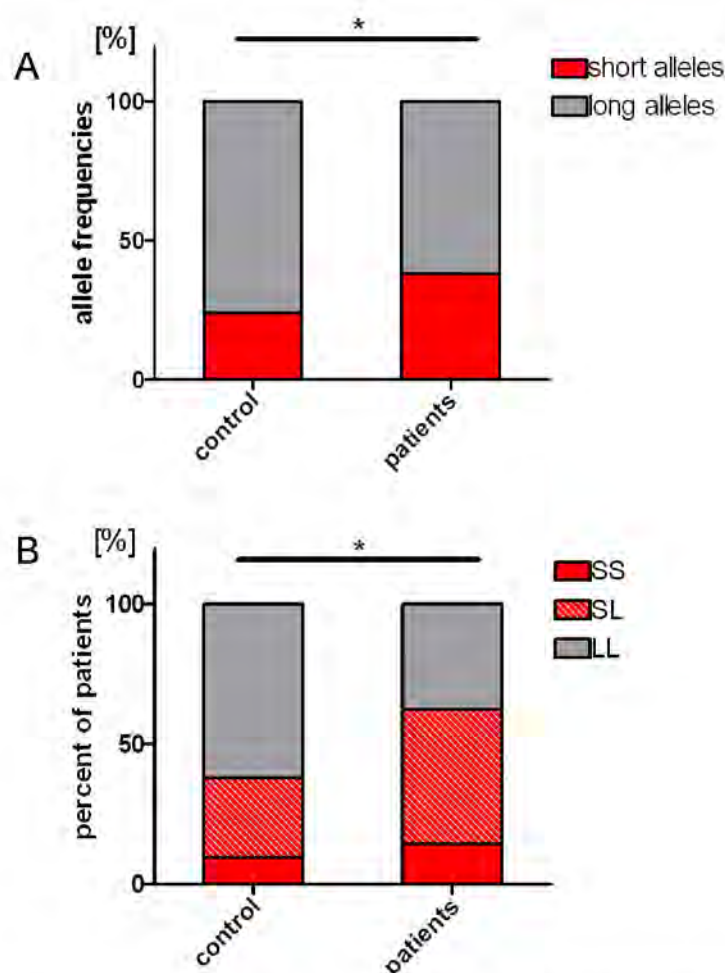 A
[%]
*
short alleles
long alleles
allele frequencies
100
50
0
control
patients
B
[%]
*
SS
SL
LL
percent of patients
100
50
0
control
patients